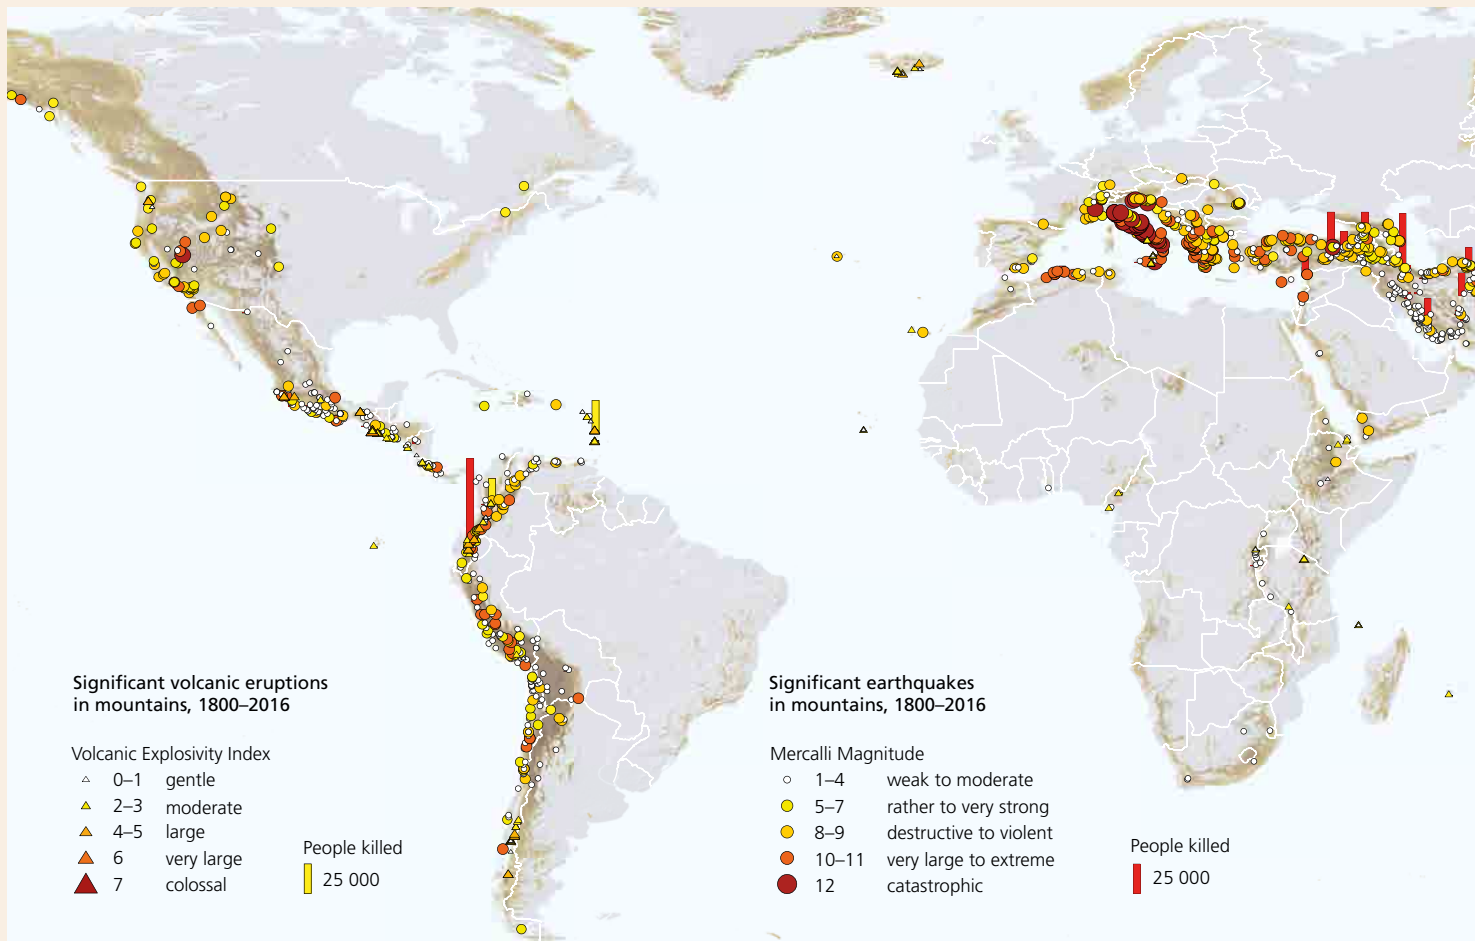 Significant volcanic eruptions
in mountains, 1800–2016
Volcanic Explosivity Index
0–1 gentle
2–3 moderate
4–5 large
6 very large
7 colossal
People killed
25 000
Significant earthquakes
in mountains, 1800–2016
Mercalli Magnitude
1–4 weak to moderate
5–7 rather to very strong
8–9 destructive to violent
10–11 very large to extreme
12 catastrophic
People killed
25 000